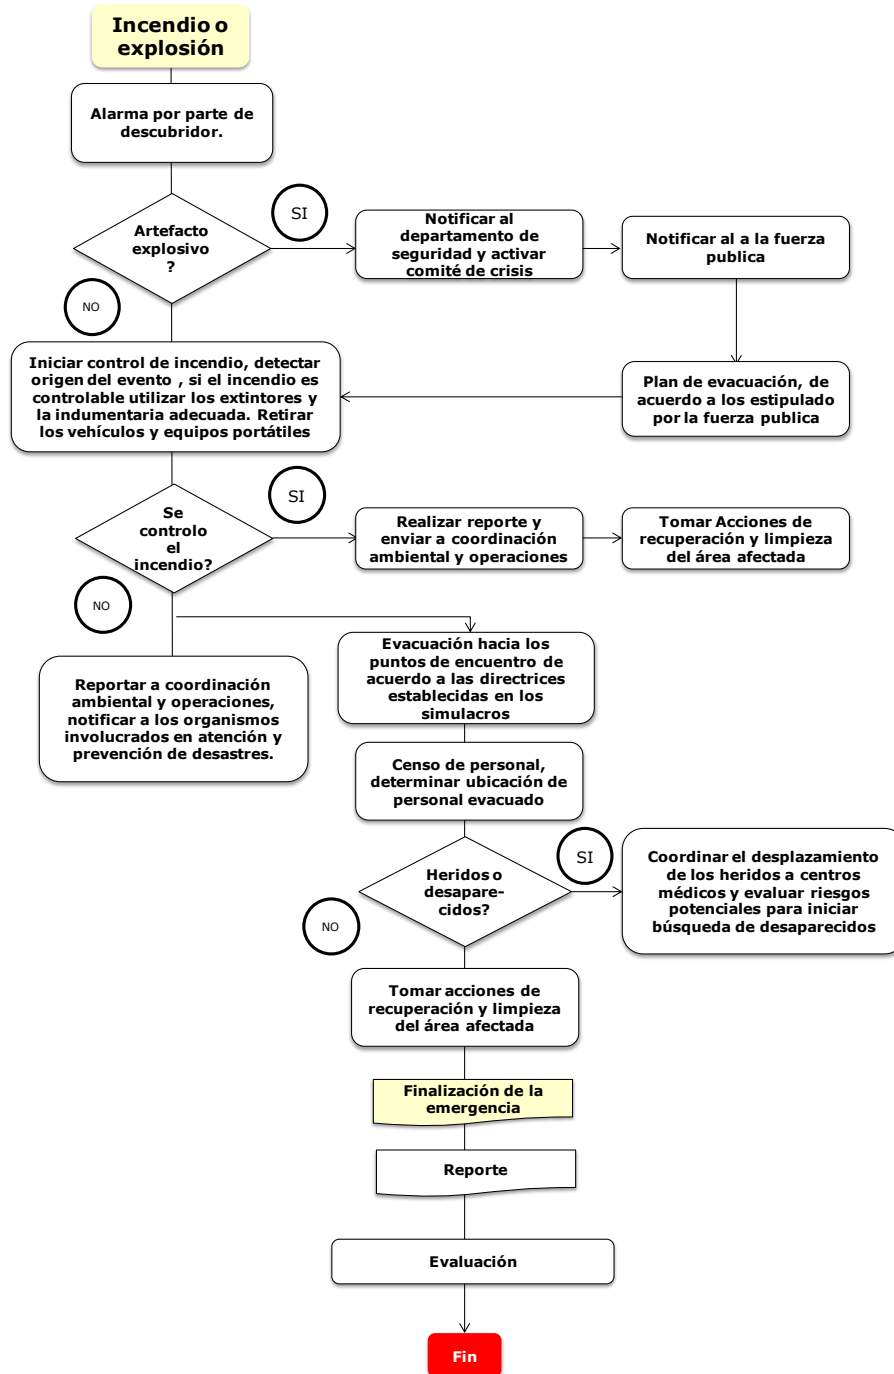 Incendio o
explosión
Alarma por parte de
descubridor.
Artefacto
explosivo
?
SI
Notificar al
departamento de
seguridad y activar
comité de crisis
Notificar al a la fuerza
publica
NO
Iniciar control de incendio, detectar
origen del evento , si el incendio es
controlable utilizar los extintores y
la indumentaria adecuada. Retirar
los vehículos y equipos portátiles
Plan de evacuación, de
acuerdo a los estipulado
por la fuerza publica
Se
controlo
el
incendio?
SI
Realizar reporte y
enviar a coordinación
ambiental y operaciones
Tomar Acciones de
recuperación y limpieza
del área afectada
NO
Reportar a coordinación
ambiental y operaciones,
notificar a los organismos
involucrados en atención y
prevención de desastres.
Evacuación hacia los
puntos de encuentro de
acuerdo a las directrices
establecidas en los
simulacros
Censo de personal,
determinar ubicación de
personal evacuado
Heridos o
desapare-
cidos?
SI
Coordinar el desplazamiento
de los heridos a centros
médicos y evaluar riesgos
potenciales para iniciar
búsqueda de desaparecidos
NO
Tomar acciones de
recuperación y limpieza
del área afectada
Finalización de la
emergencia
Reporte
Evaluación
Fin